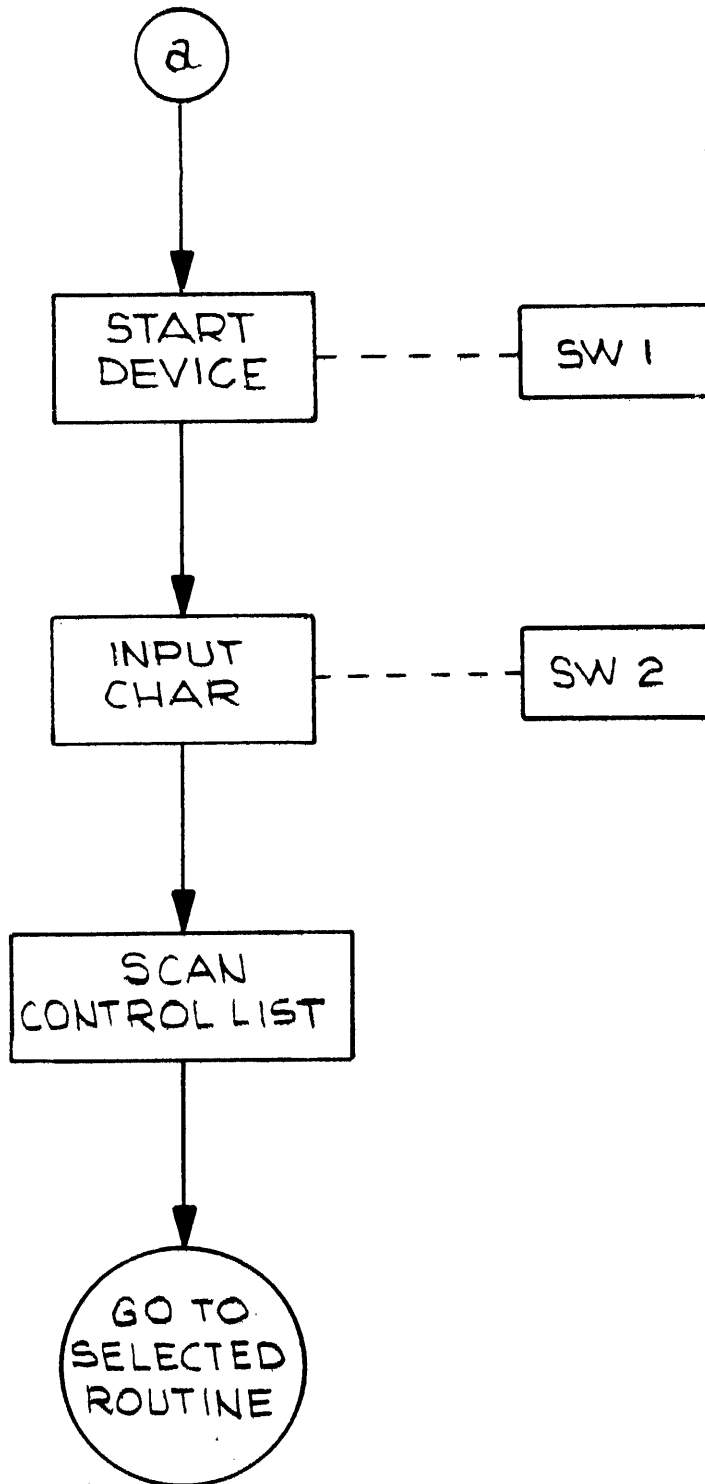 a
START
DEVICE
SW 1
INPUT
CHAR
SW 2
SCAN
CONTROL LIST
GO TO
SELECTED
ROUTINE